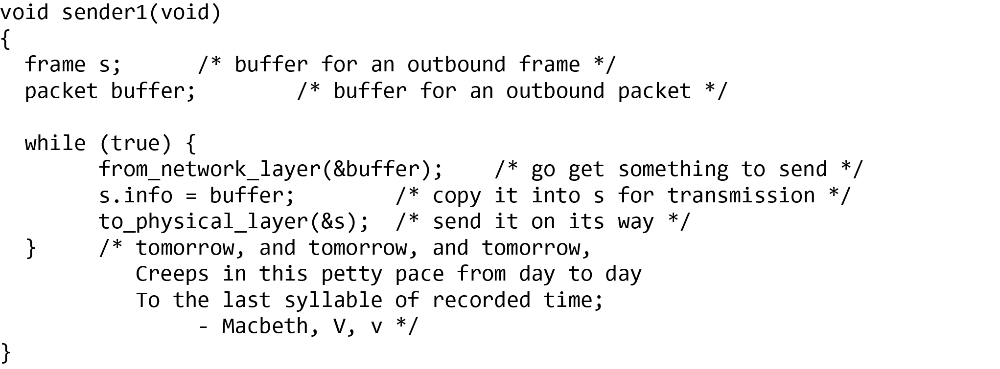 void sender1(void)
{
  frame s;      /* buffer for an outbound frame */
  packet buffer;        /* buffer for an outbound packet */

  while (true) {
        from_network_layer(&buffer);    /* go get something to send */
        s.info = buffer;        /* copy it into s for transmission */
        to_physical_layer(&s);  /* send it on its way */
  }     /* tomorrow, and tomorrow, and tomorrow,
           Creeps in this petty pace from day to day
           To the last syllable of recorded time;
                - Macbeth, V, v */
}